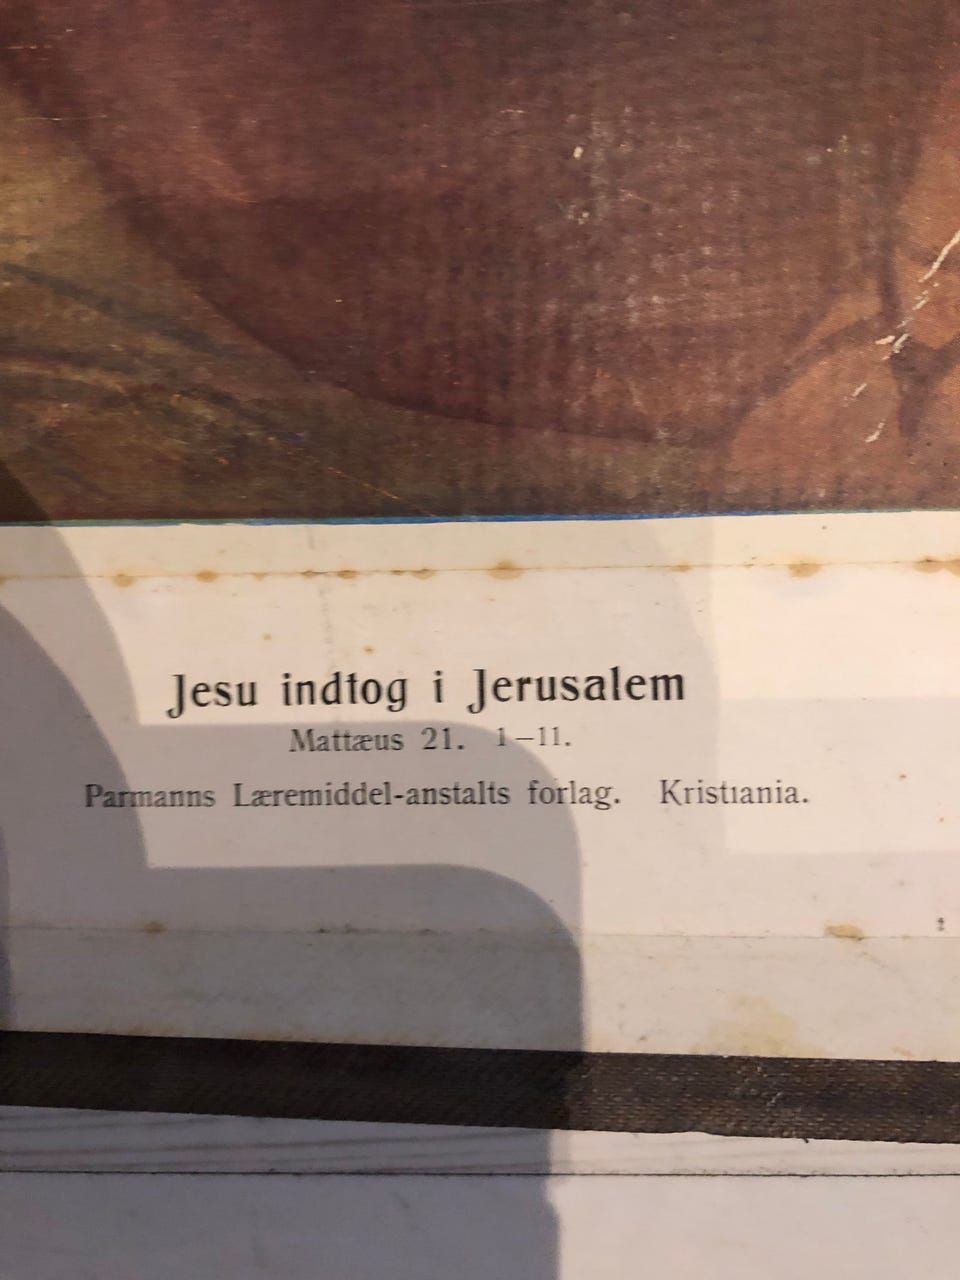 Jesu indtog i Jerusalem
Mattæus 21. 1–11.
Parmanns Læremiddel-anstalts forlag. Kristiania.